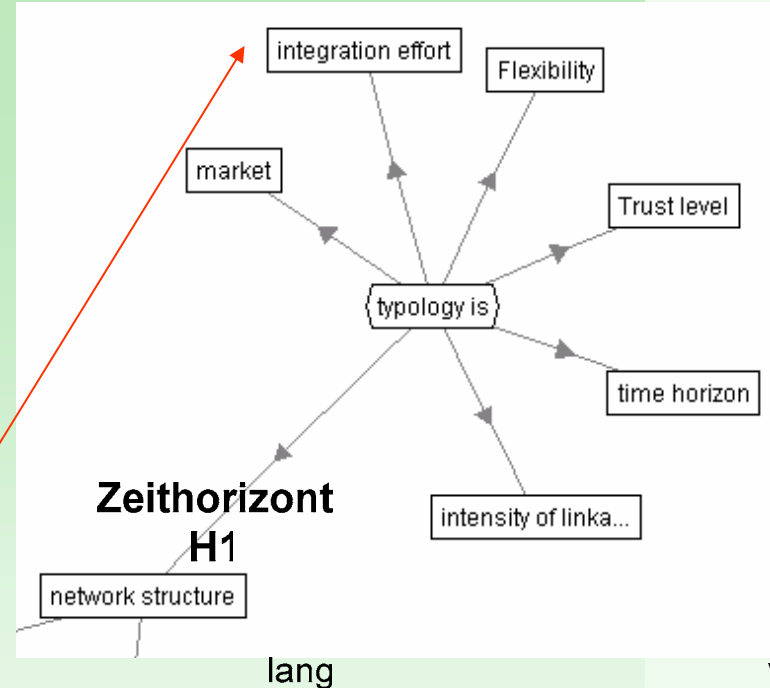 integration effort
Flexibility
market
Trust level
typology is
time horizon
Zeithorizont
intensity of linka...
H1
network structure
lang